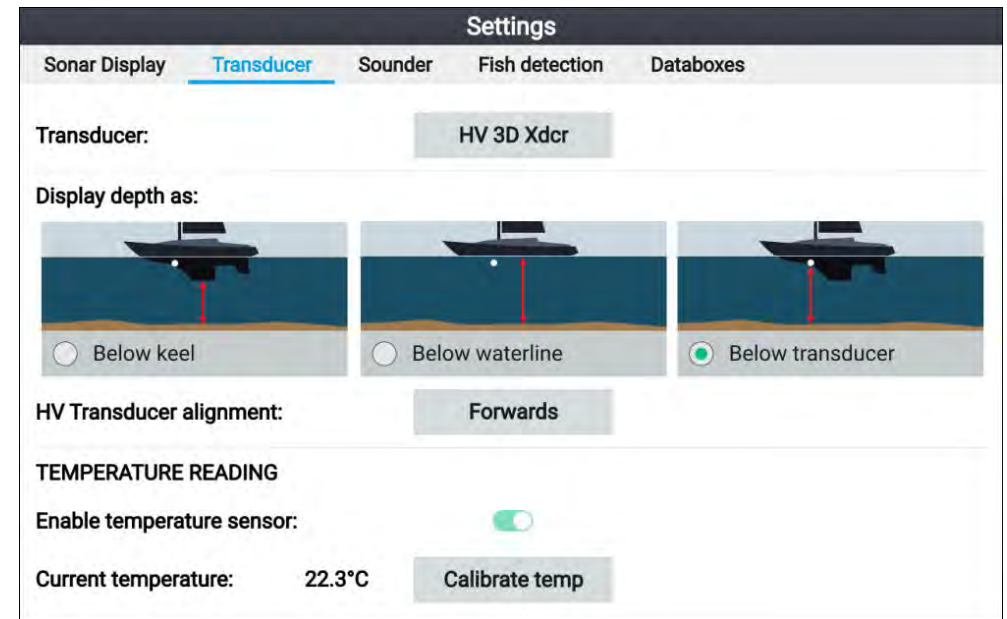 Settings
Sonar Display Transducer Sounder Fish detection Databoxes
Transducer: HV 3D Xdcr
Display depth as:
Below keel Below waterline Below transducer
HV Transducer alignment: Forwards
TEMPERATURE READING
Enable temperature sensor:
Current temperature: 22.3°C Calibrate temp